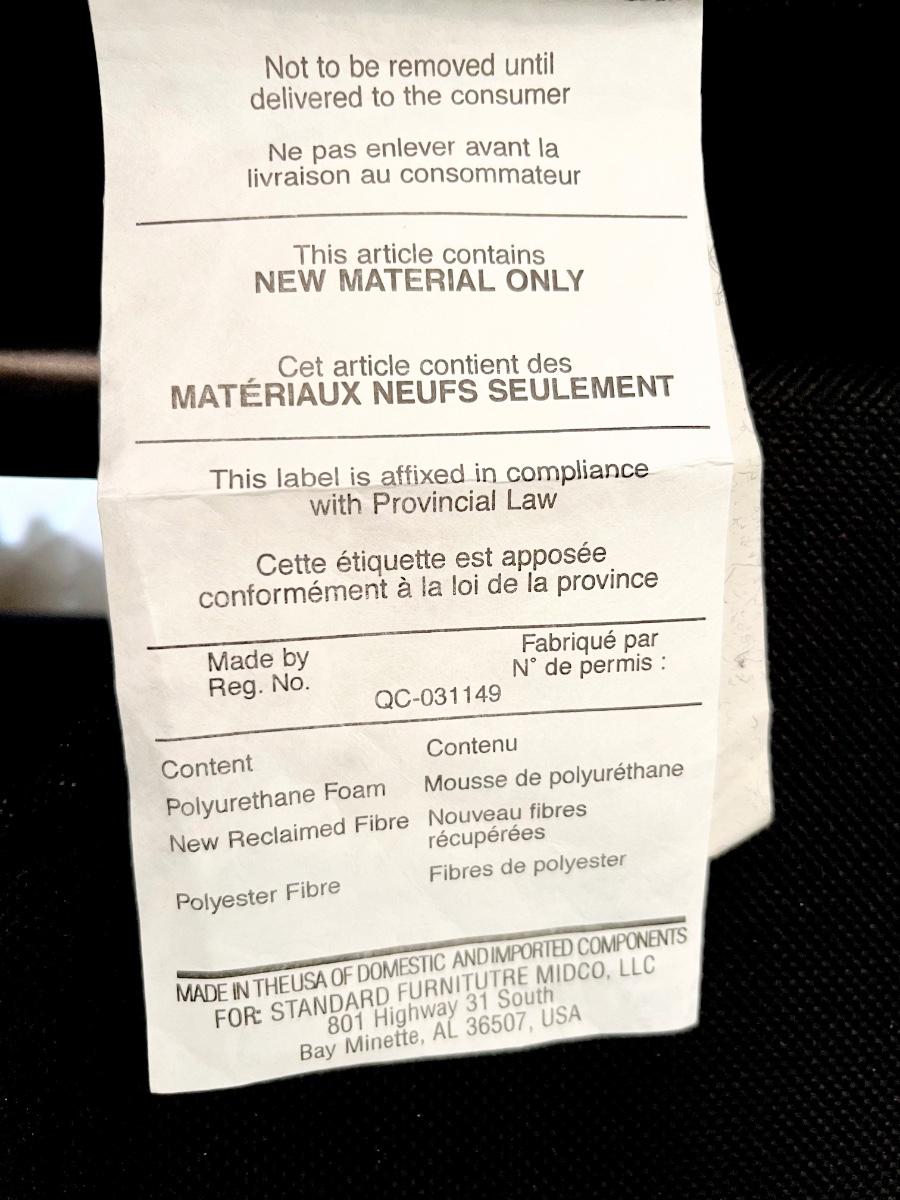 Not to be removed until
delivered to the consumer
Ne pas enlever avant la
livraison au consommateur
This article contains
NEW MATERIAL ONLY
Cet article contient des
MATÉRIAUX NEUFS SEULEMENT
This label is affixed in compliance
with Provincial Law
Cette étiquette est apposée
conformément à la loi de la province
Made by
Reg. No.
Fabriqué par
N° de permis :
QC-031149
Content
Contenu
Polyurethane Foam
Mousse de polyuréthane
New Reclaimed Fibre
Nouveau fibres
récupérées
Polyester Fibre
Fibres de polyester
MADE IN THEUSA OF DOMESTIC ANDIMPORTED COMPONENTS
FOR: STANDARD FURNITUTRE MIDCO, LLC
801 Highway 31 South
Bay Minette, AL 36507, USA